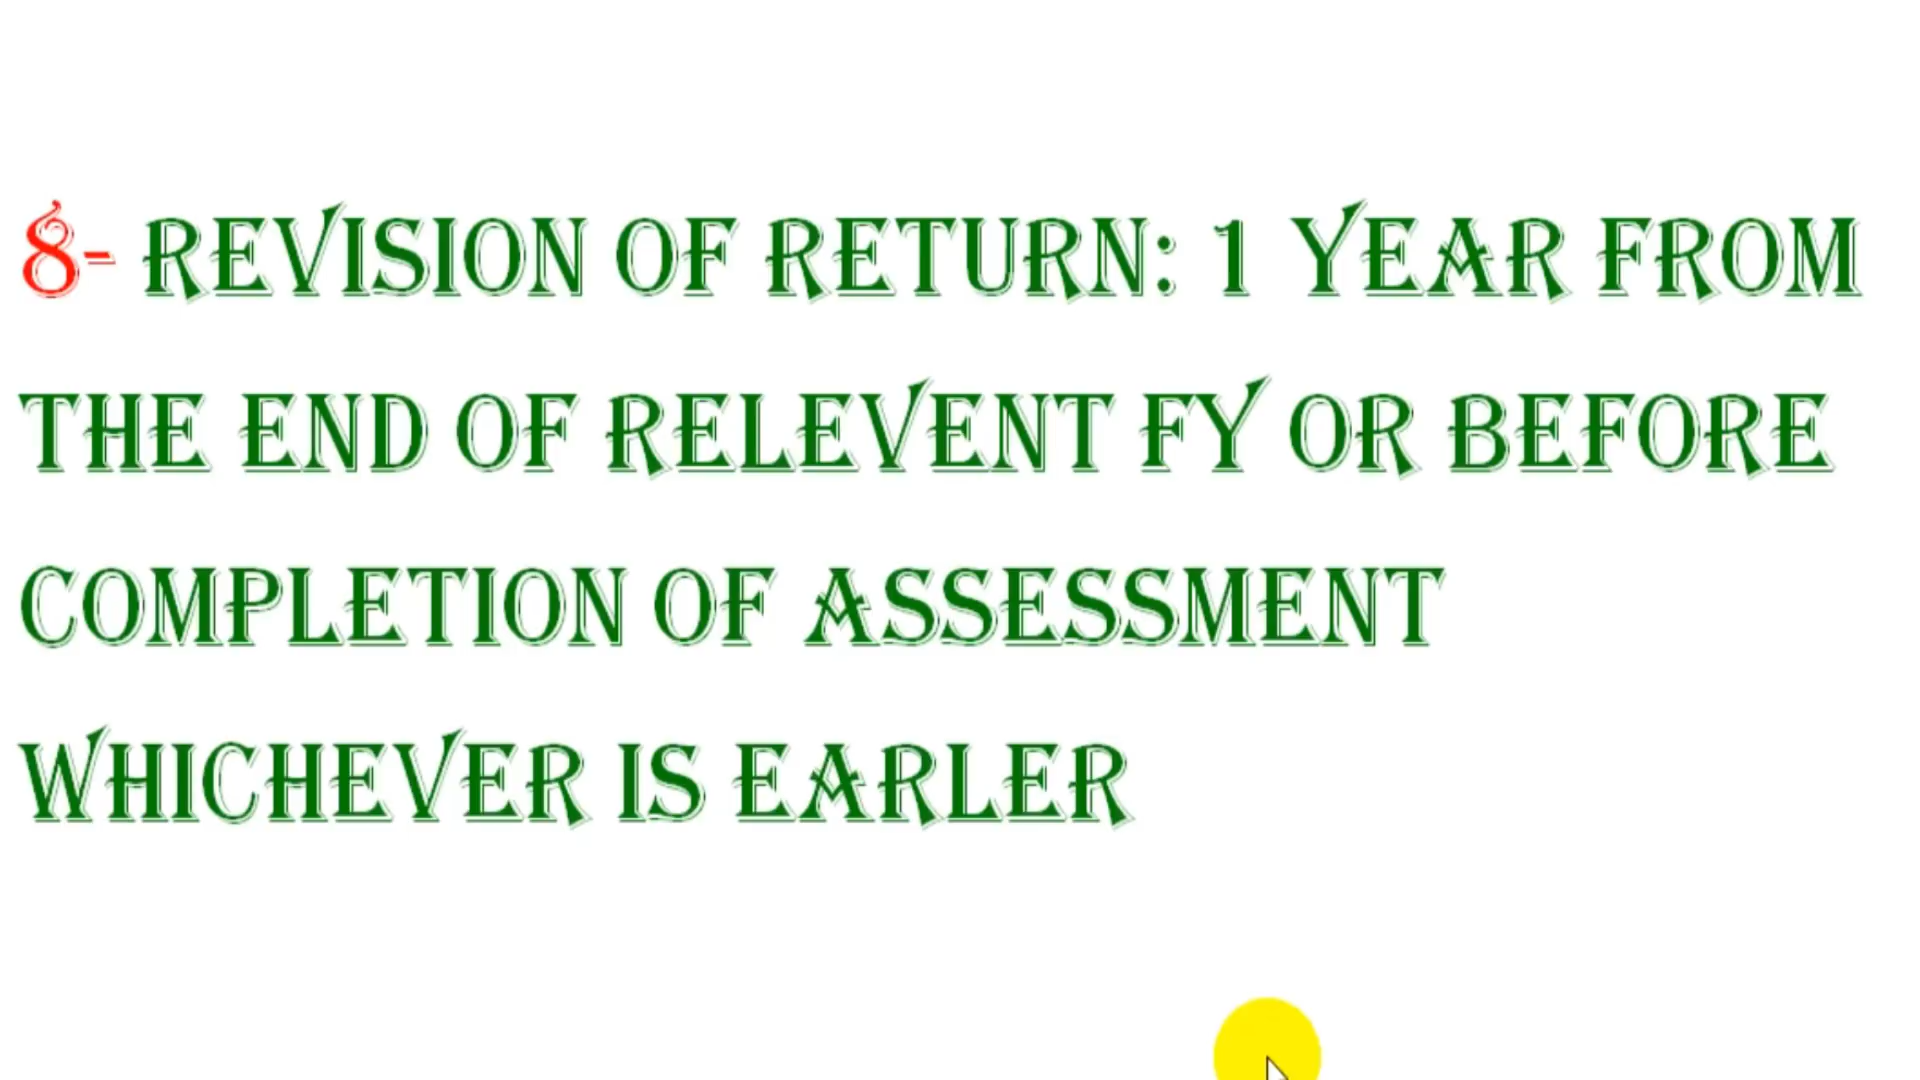 8- REVISION OF RETURN: 1 YEAR FROM
THE END OF RELEVENT FY OR BEFORE
COMPLETION OF ASSESSMENT
WHICHEVER IS EARLER